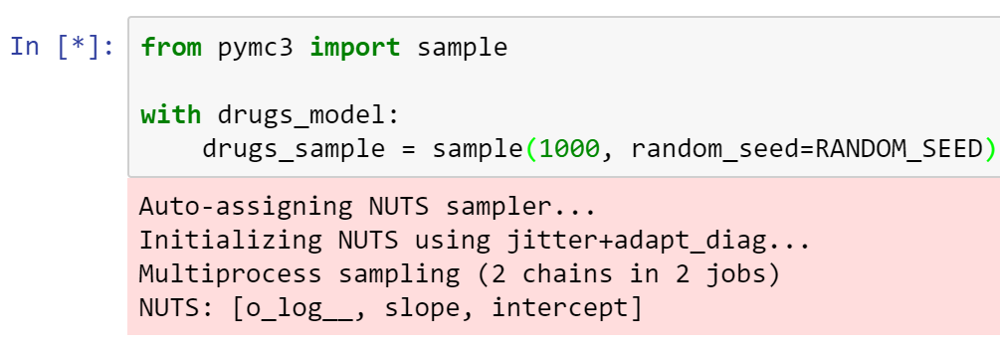 In [*]: from pymc3 import sample
with drugs_model:
    drugs_sample = sample(1000, random_seed=RANDOM_SEED)
Auto-assigning NUTS sampler...
Initializing NUTS using jitter+adapt_diag...
Multiprocess sampling (2 chains in 2 jobs)
NUTS: [o_log__, slope, intercept]